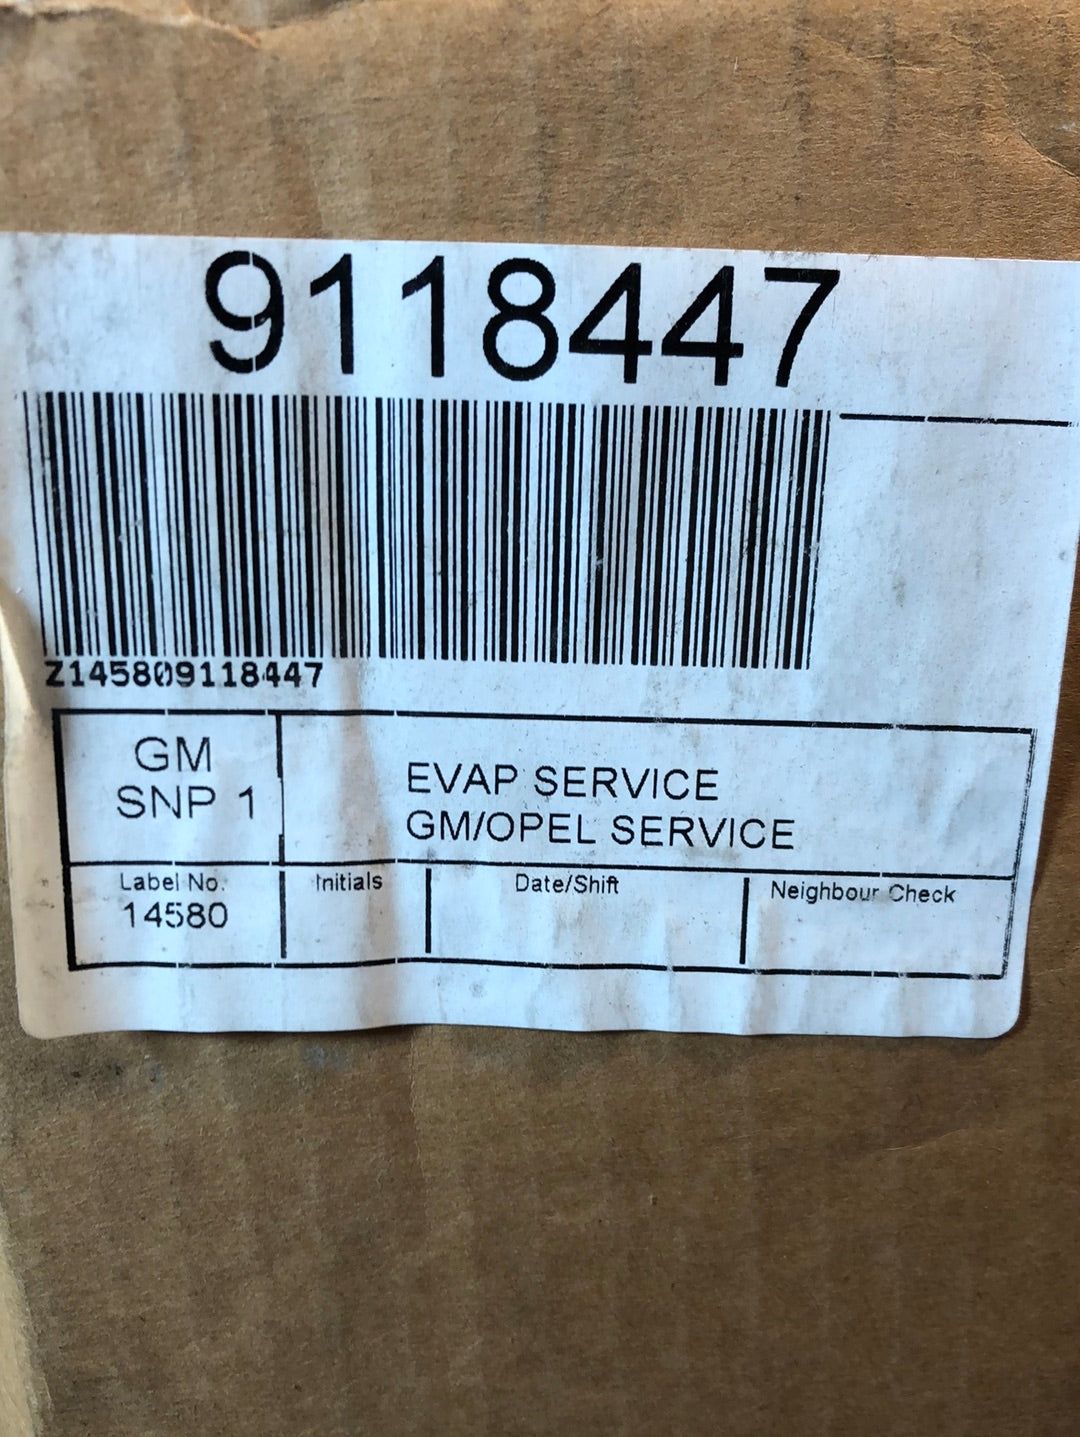 9118447
Z145809118447
GM
SNP 1
EVAP SERVICE
GM/OPEL SERVICE
Label No.
14580
Initials
Date/Shift
Neighbour Check